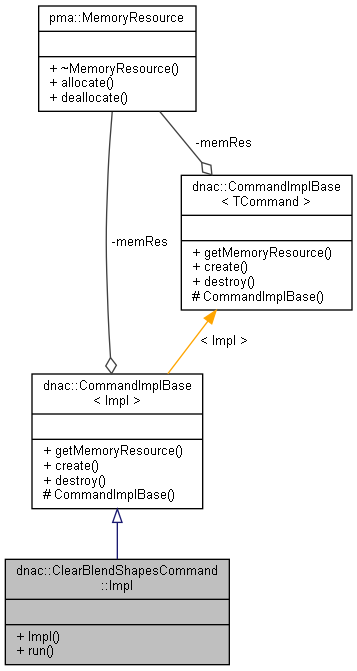 pma::MemoryResource
+ ~MemoryResource()
+ allocate()
+ deallocate()
-memRes
dnac::CommandImplBase
< TCommand >
+ getMemoryResource()
+ create()
+ destroy()
# CommandImplBase()
-memRes
< Impl >
dnac::CommandImplBase
< Impl >
+ getMemoryResource()
+ create()
+ destroy()
# CommandImplBase()
dnac::ClearBlendShapesCommand
::Impl
+ Impl()
+ run()